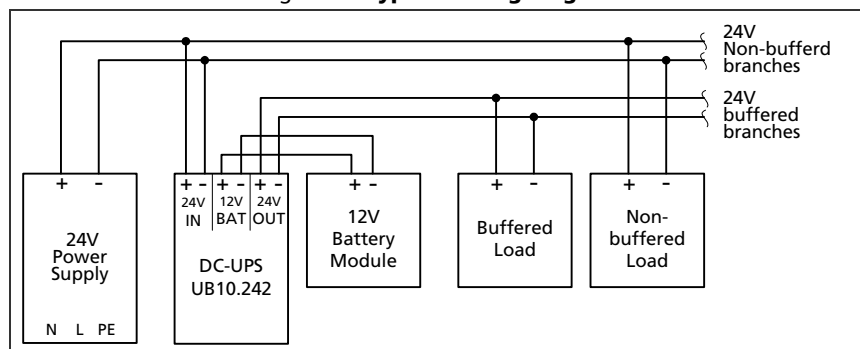 24V
Non-bufferd
branches
24V
buffered
branches
+ -
24V
Power
Supply
N L PE
+ - + - + -
24V 12V 24V
IN BAT OUT
DC-UPS
UB10.242
+ -
12V
Battery
Module
+ -
Buffered
Load
+ -
Non-
buffered
Load